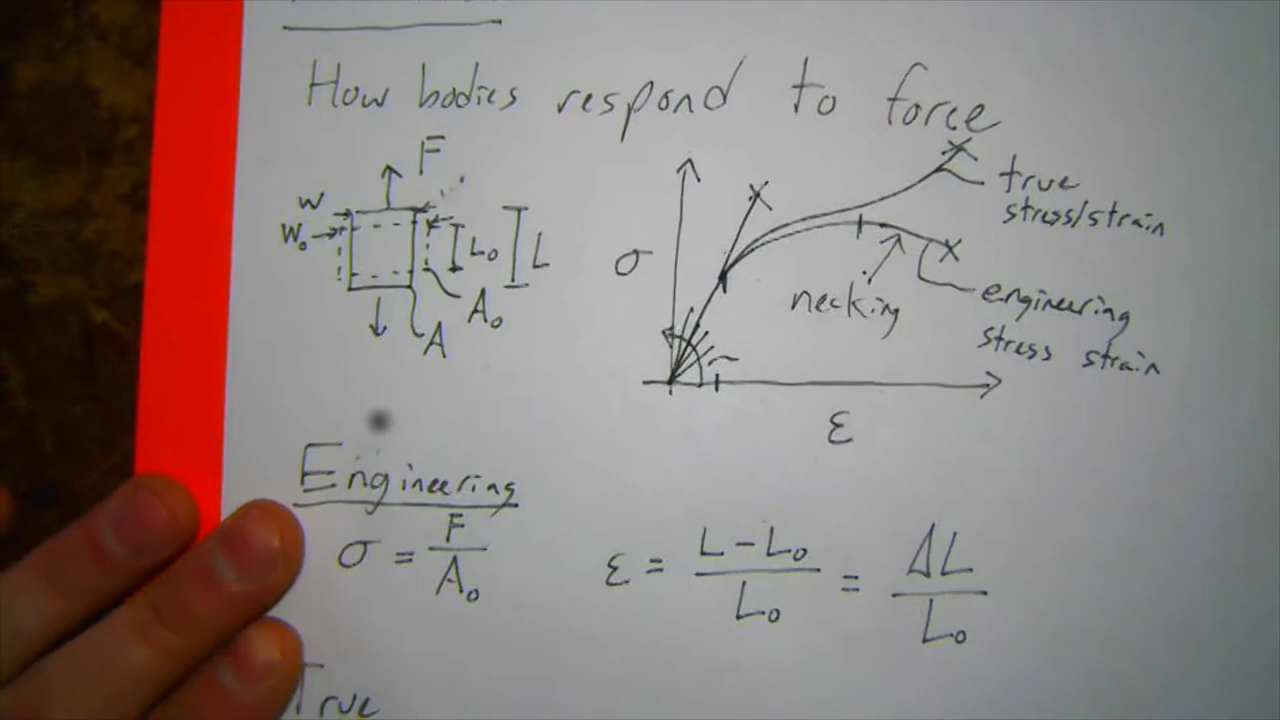 How bodies respond to force
F
w
W₀
L₀
L
A₀
A
σ
ε
true
stress/strain
necking
engineering
stress strain
Engineering
σ = F/A₀
ε = L-L₀/L₀ = ΔL/L₀
True